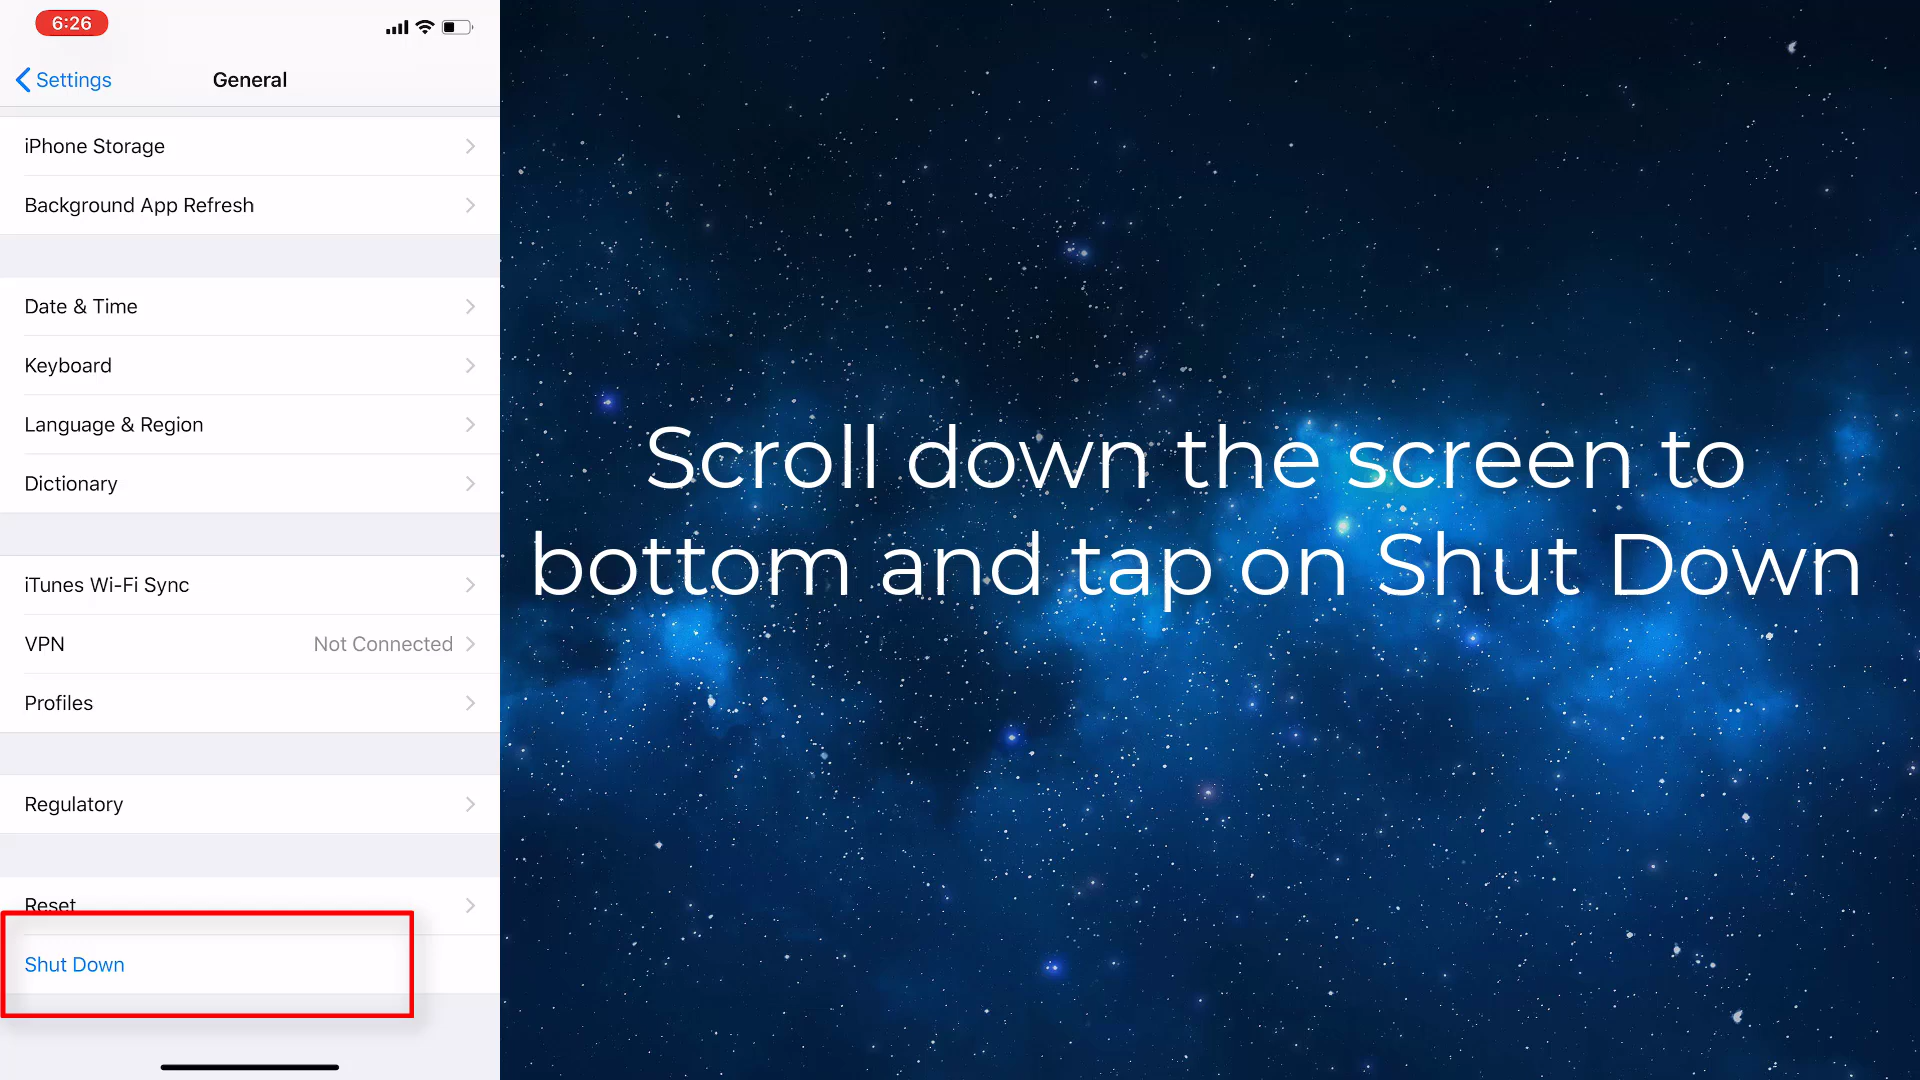 6:26
Settings
General
iPhone Storage
Background App Refresh
Date & Time
Keyboard
Language & Region
Dictionary
iTunes Wi-Fi Sync
VPN Not Connected
Profiles
Regulatory
Reset
Shut Down
Scroll down the screen to
bottom and tap on Shut Down